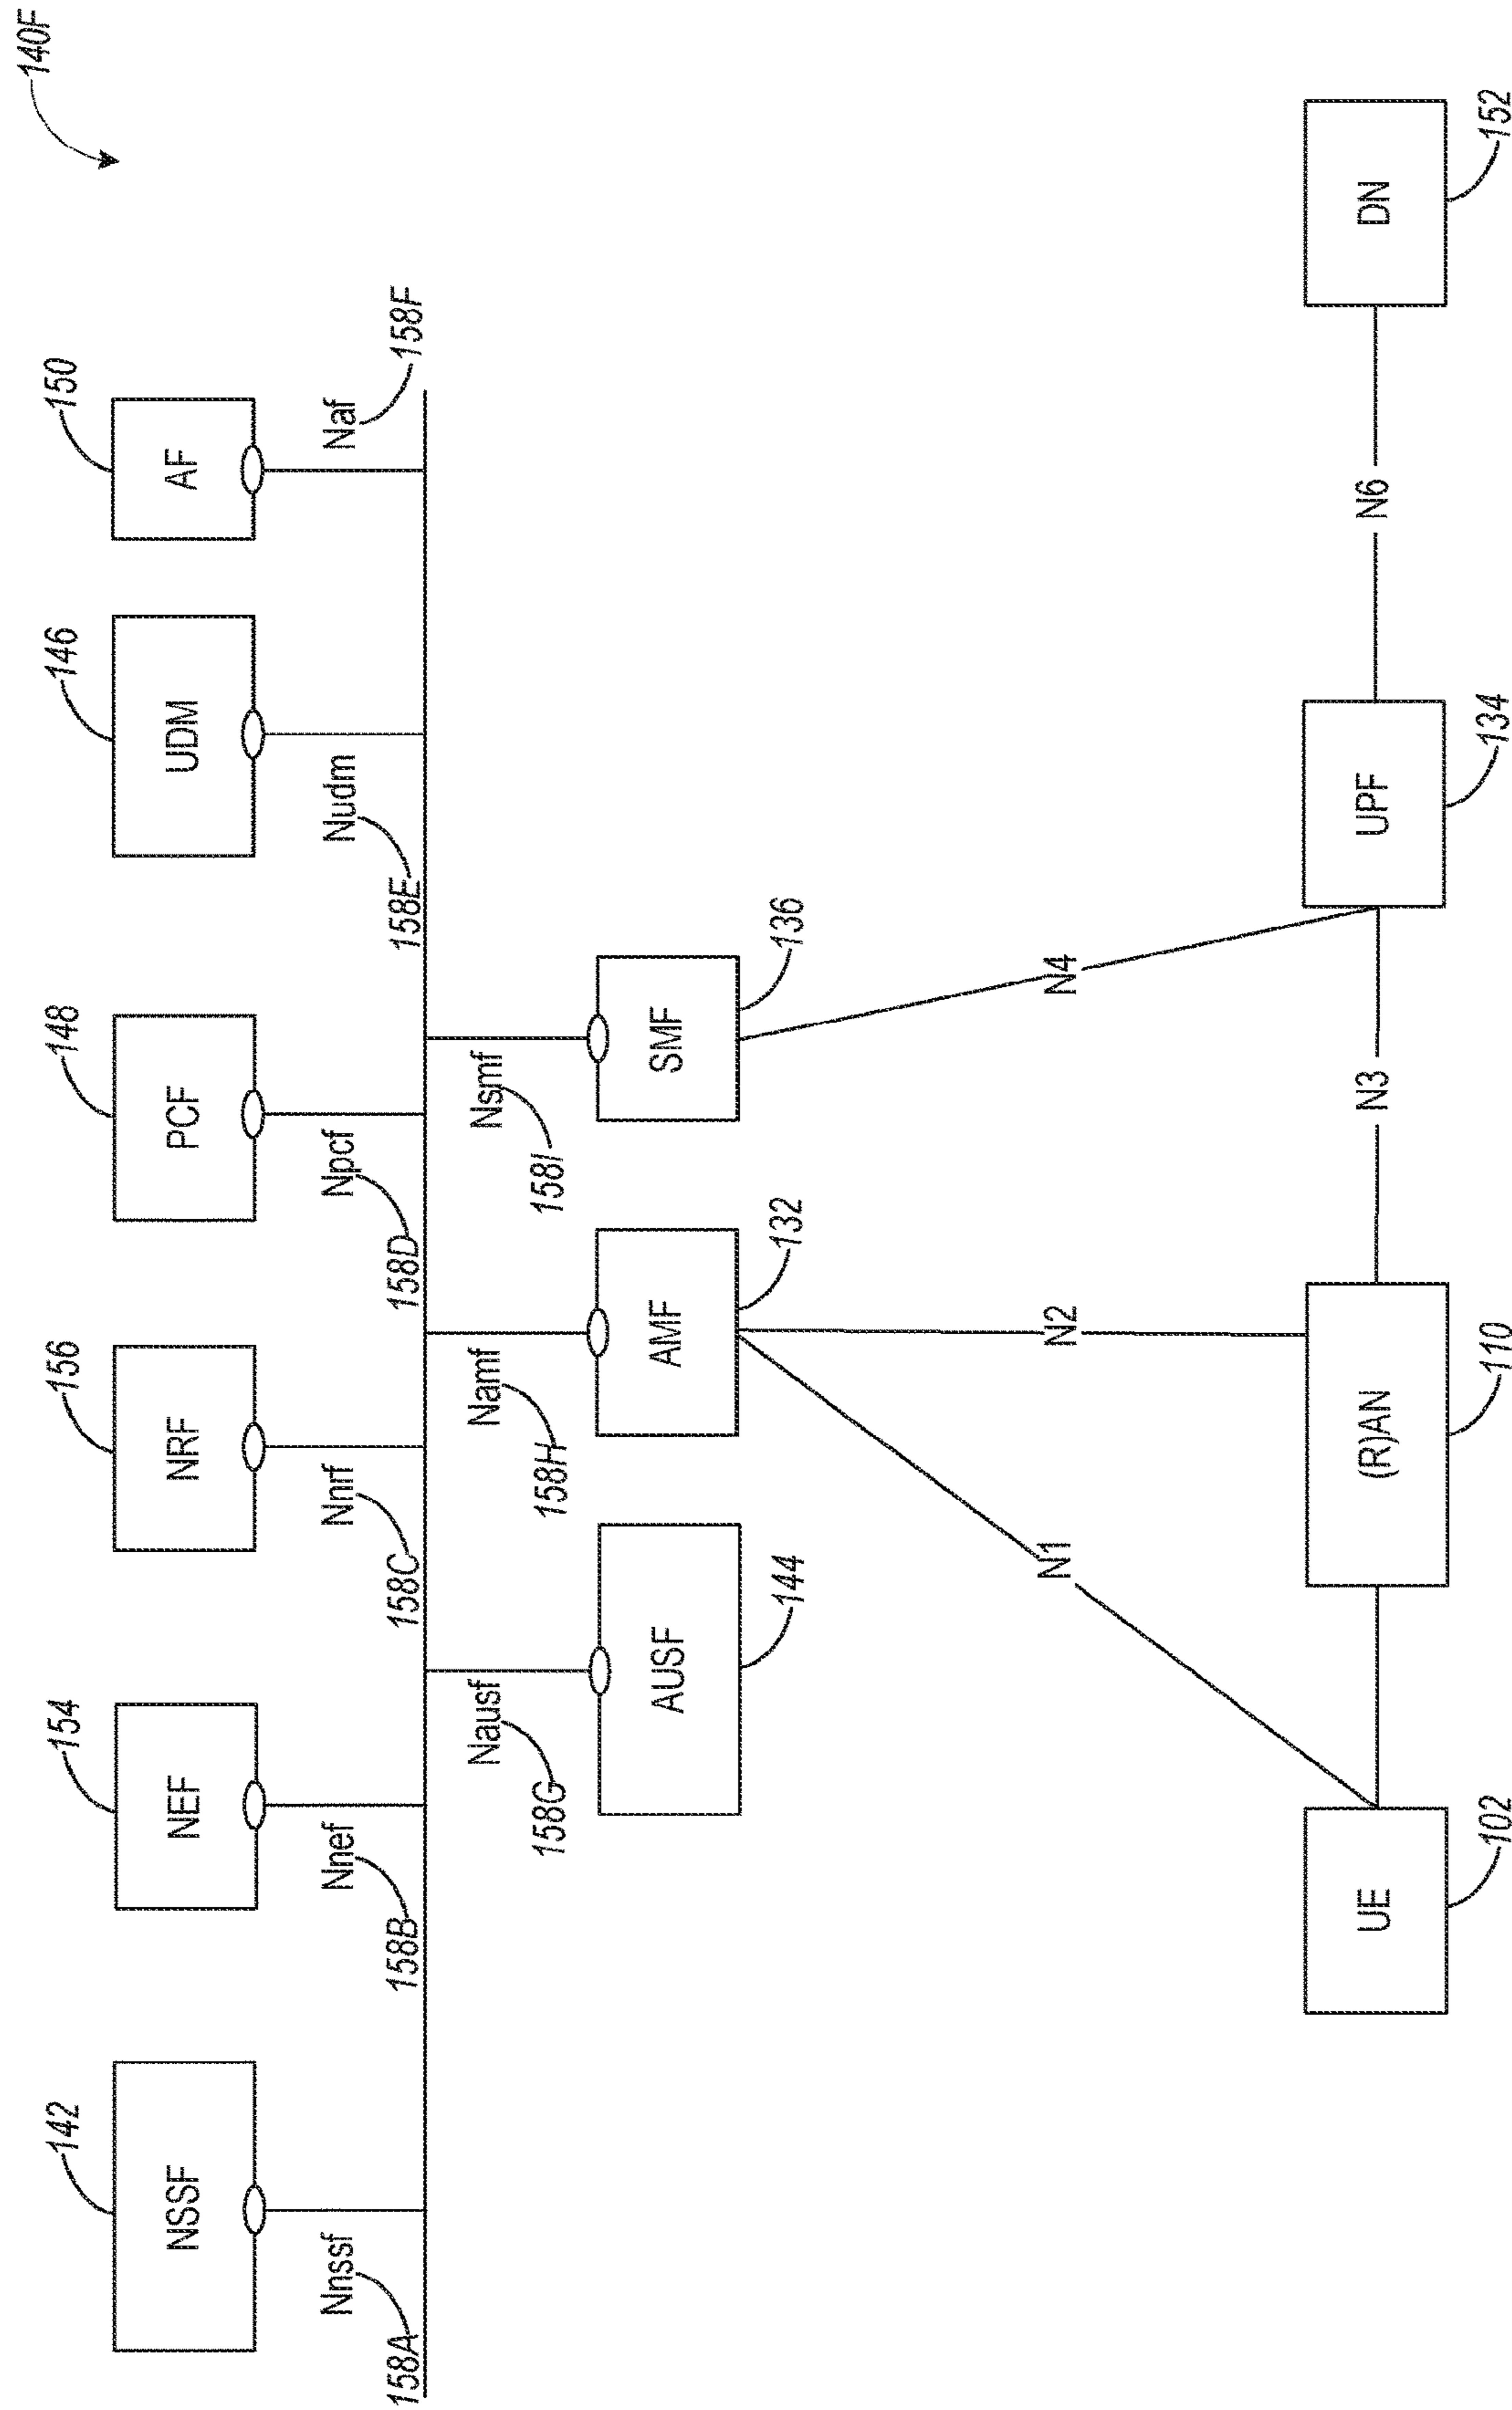 140F
142
154
156
148
146
150
NSSF
NEF
NRF
PCF
UDM
AF
Nnssf
Nnef
Nnrf
Npcf
Nudm
Naf
158A
158B
158C
158D
158E
158F
Nausf
Namf
Nsmf
158G
158H
158I
AUSF
AMF
SMF
144
132
136
N1
N2
N4
UE
(R)AN
N3
UPF
N6
DN
102
110
134
152